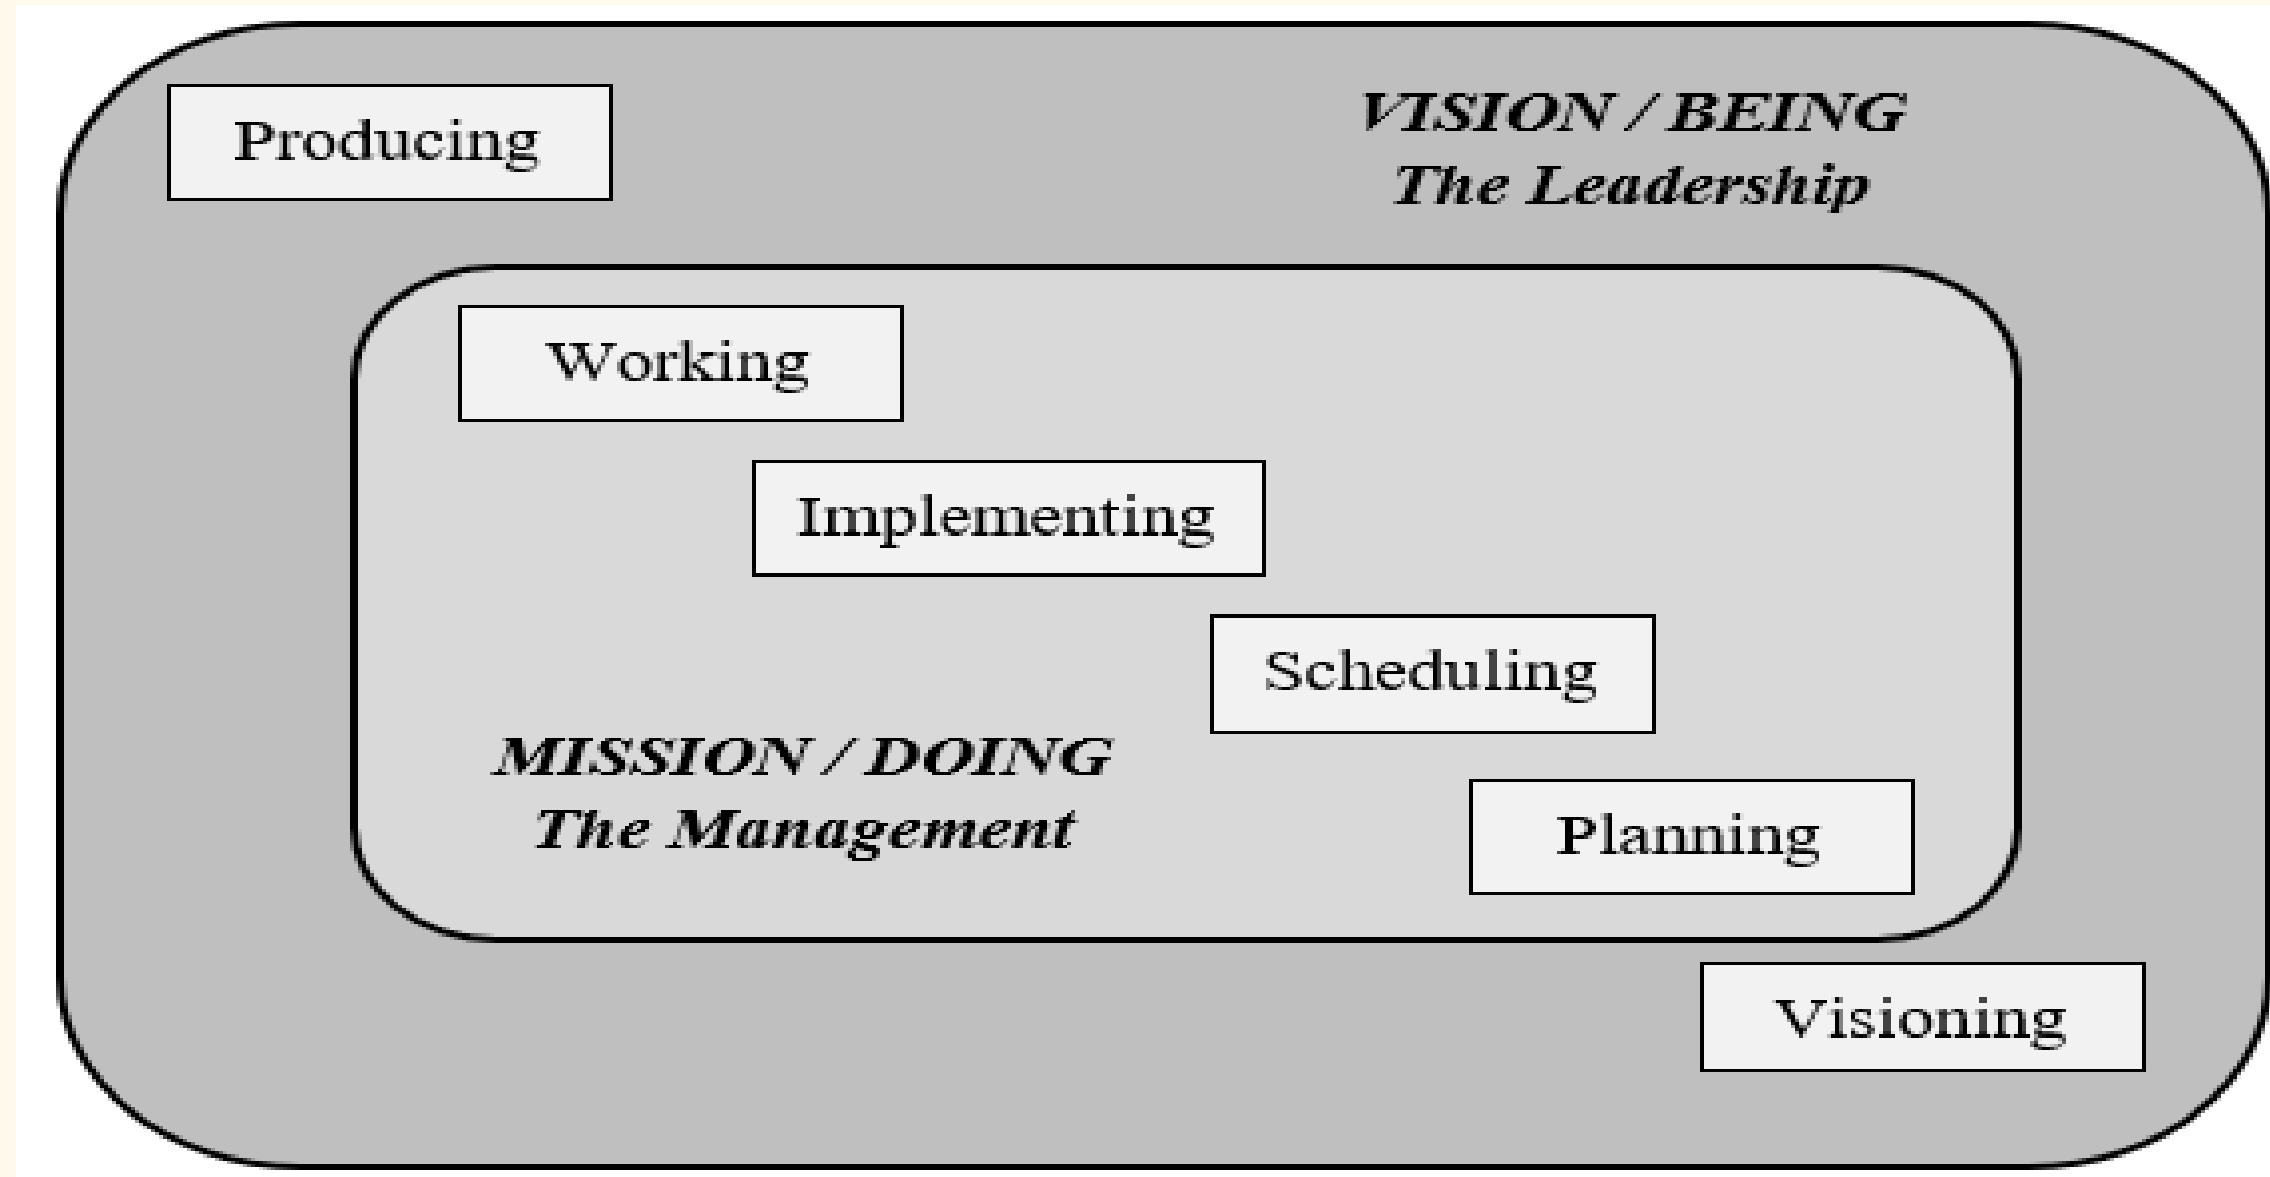 Producing
VISION / BEING
The Leadership
Working
Implementing
Scheduling
MISSION / DOING
The Management
Planning
Visioning